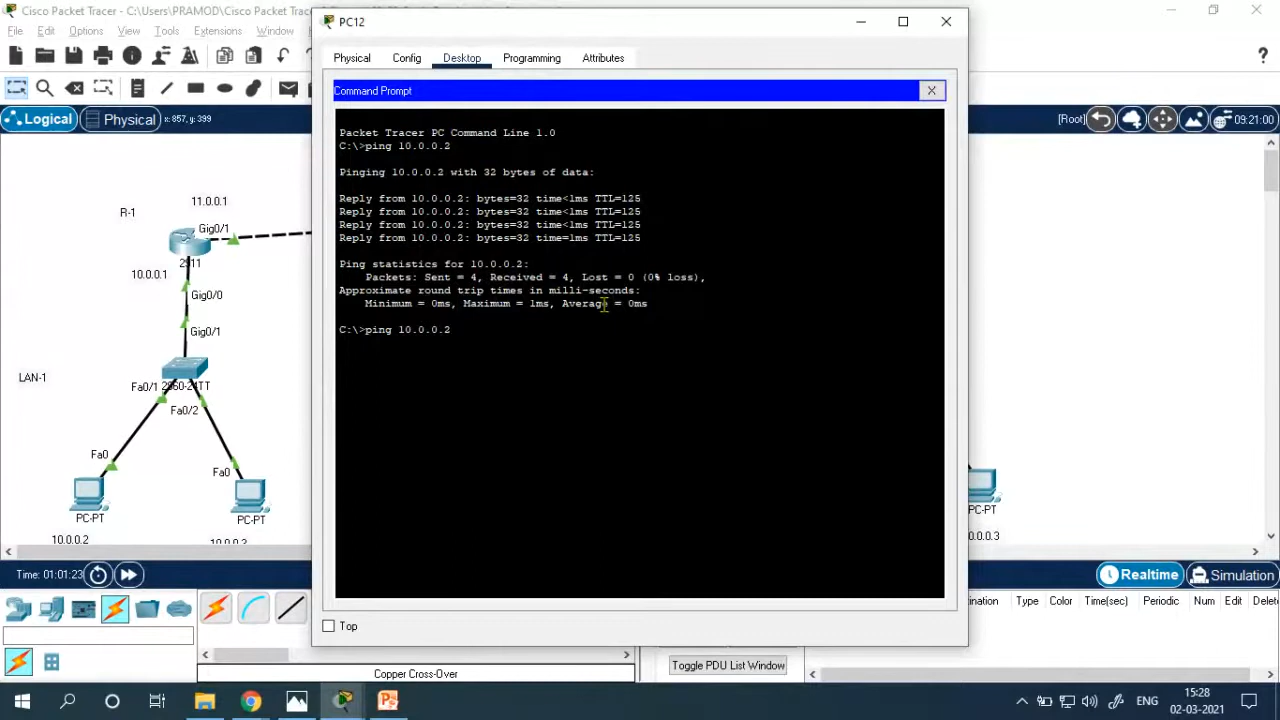 Cisco Packet Tracer - C:\Users\PRAMOD\Cisco Packet Trac
PC12
File Edit Options View Tools Extensions Window
Physical Config Desktop Programming Attributes
Command Prompt
X
Logical Physical x: 857, y: 399
[Root] 09:21:00
Packet Tracer PC Command Line 1.0
C:\>ping 10.0.0.2
Pinging 10.0.0.2 with 32 bytes of data:
Reply from 10.0.0.2: bytes=32 time<1ms TTL=125
Reply from 10.0.0.2: bytes=32 time<1ms TTL=125
Reply from 10.0.0.2: bytes=32 time<1ms TTL=125
Reply from 10.0.0.2: bytes=32 time=1ms TTL=125
Ping statistics for 10.0.0.2:
Packets: Sent = 4, Received = 4, Lost = 0 (0% loss),
Approximate round trip times in milli-seconds:
Minimum = 0ms, Maximum = 1ms, Average = 0ms
C:\>ping 10.0.0.2
11.0.0.1
R-1
Gig0/1
2911
10.0.0.1
Gig0/0
Gig0/1
LAN-1
Fa0/1 2960-24TT
Fa0/2
Fa0
Fa0
PC-PT
PC-PT
PC-PT
10.0.0.2
Time: 01:01:23
Realtime Simulation
Type Color Time(sec) Periodic Num Edit
Top
Toggle PDU List Window
Copper Cross-Over
ENG
15:28
02-03-2021